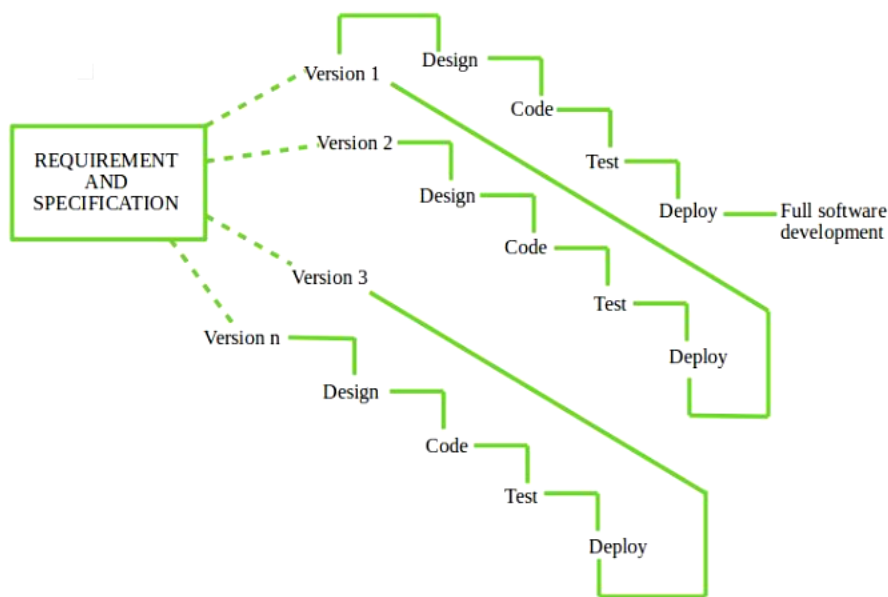 REQUIREMENT
AND
SPECIFICATION
Version 1
Design
Code
Test
Deploy
Full software
development
Version 2
Design
Code
Test
Deploy
Version 3
Version n
Design
Code
Test
Deploy